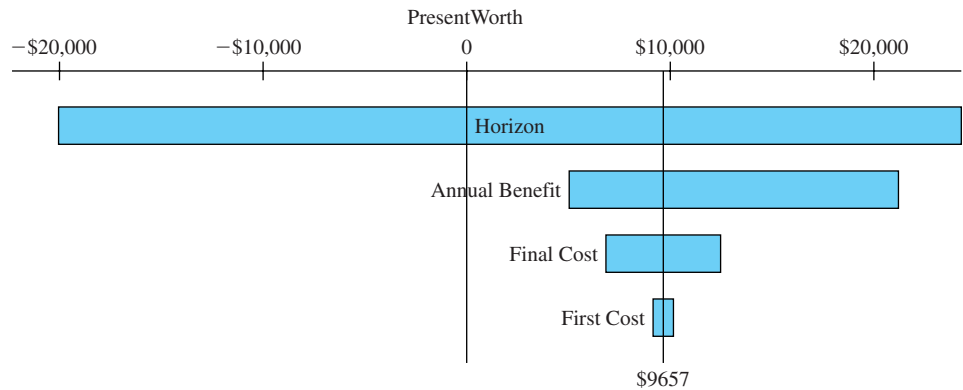 PresentWorth
−$20,000 −$10,000 0 $10,000 $20,000
Horizon
Annual Benefit
Final Cost
First Cost
$9657